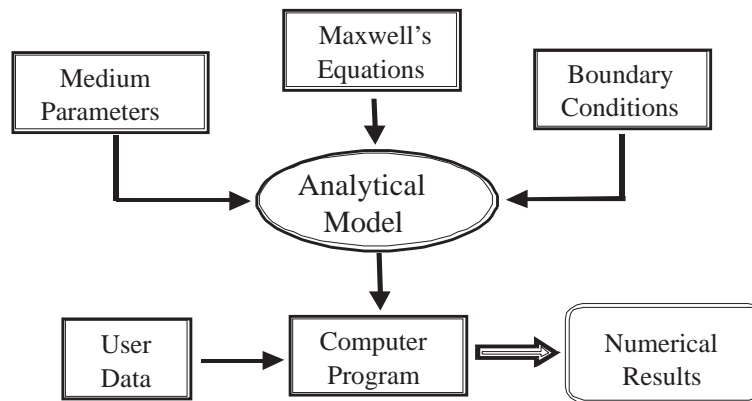 Maxwell's
Equations
Medium
Parameters
Boundary
Conditions
Analytical
Model
User
Data
Computer
Program
Numerical
Results